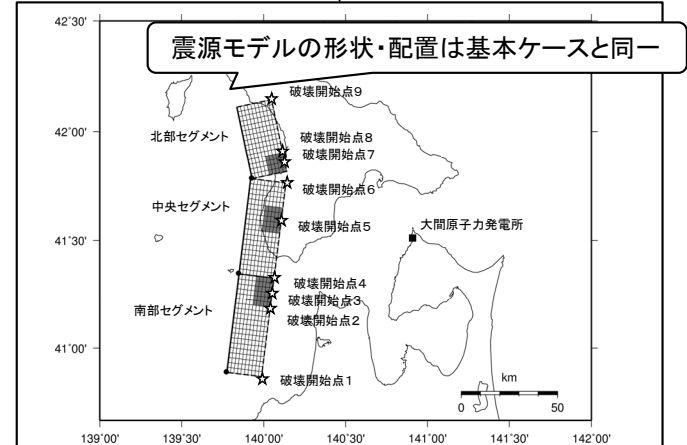 震源モデルの形状・配置は基本ケースと同一
42˚30'
破壊開始点9
42˚00'
北部セグメント
破壊開始点8
破壊開始点7
破壊開始点6
中央セグメント
破壊開始点5
大間原子力発電所
41˚30'
破壊開始点4
破壊開始点3
南部セグメント
破壊開始点2
41˚00'
破壊開始点1
km
0 50
139˚00' 139˚30' 140˚00' 140˚30' 141˚00' 141˚30' 142˚00'